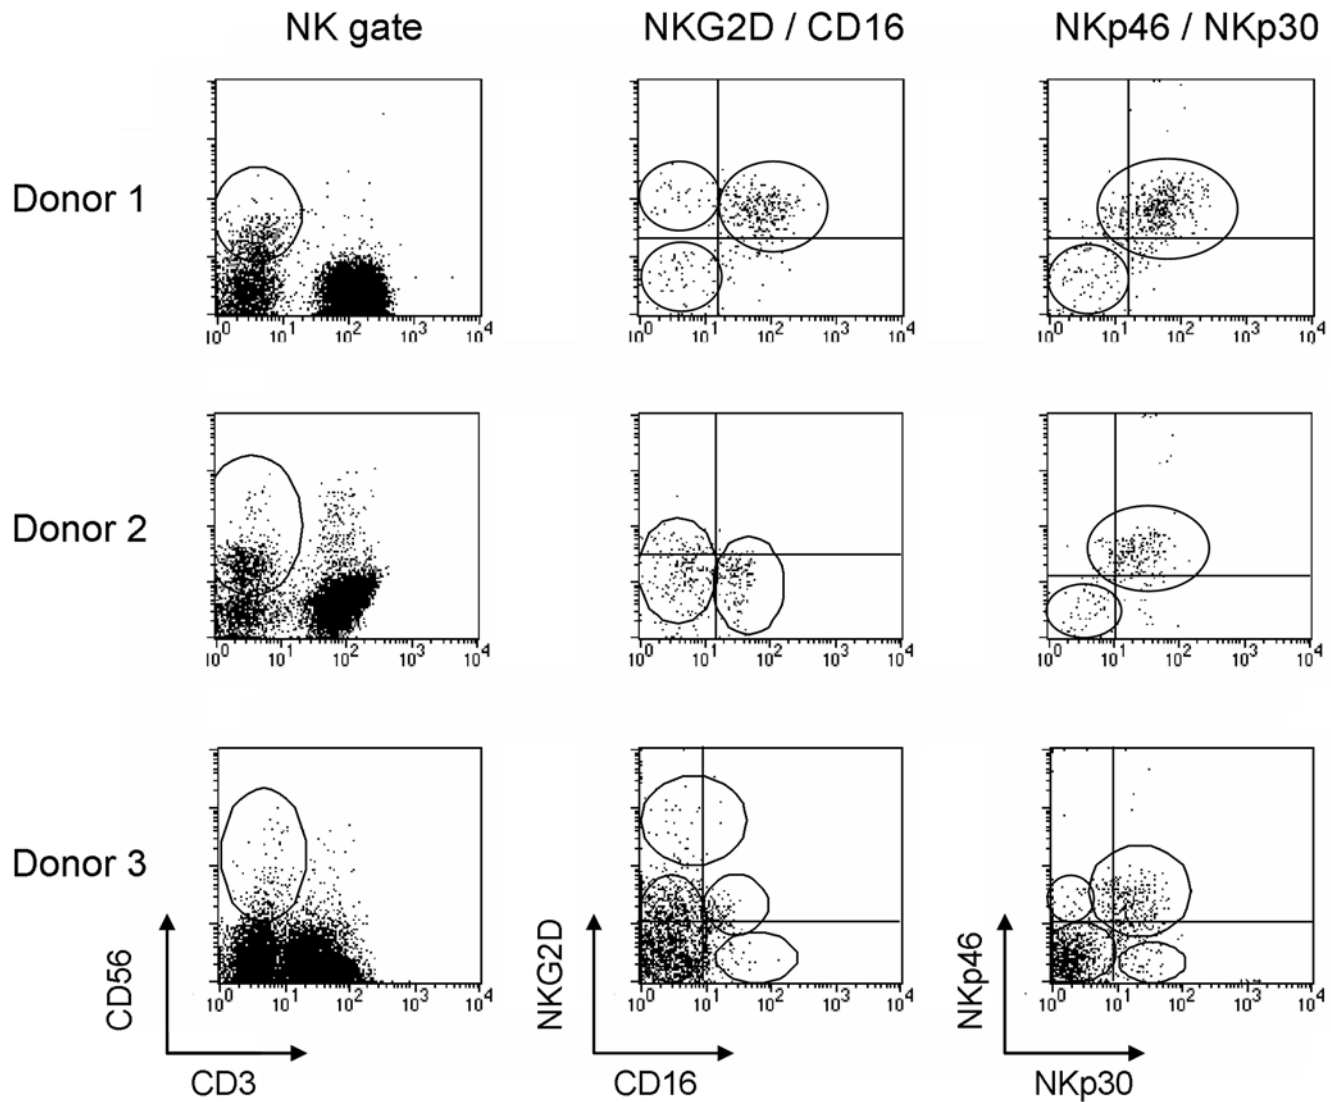 NK gate NKG2D / CD16 NKp46 / NKp30
Donor 1
10^0 10^1 10^2 10^3 10^4 10^0 10^1 10^2 10^3 10^4 10^0 10^1 10^2 10^3 10^4
Donor 2
10^0 10^1 10^2 10^3 10^4 10^0 10^1 10^2 10^3 10^4 10^0 10^1 10^2 10^3 10^4
Donor 3
10^0 10^1 10^2 10^3 10^4 10^0 10^1 10^2 10^3 10^4 10^0 10^1 10^2 10^3 10^4
CD56 NKG2D NKp46
CD3 CD16 NKp30